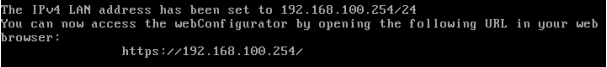 The IPv4 LAN address has been set to 192.168.100.254/24
You can now access the webConfigurator by opening the following URL in your web
browser:
https://192.168.100.254/